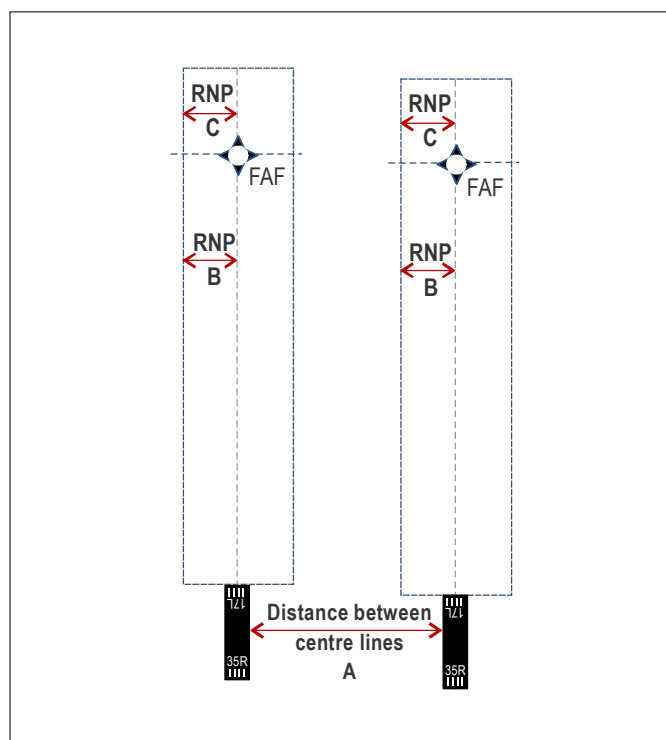 RNP
C
FAF
RNP
B
RNP
C
FAF
RNP
B
17L
35R
Distance between
centre lines
A
17L
35R